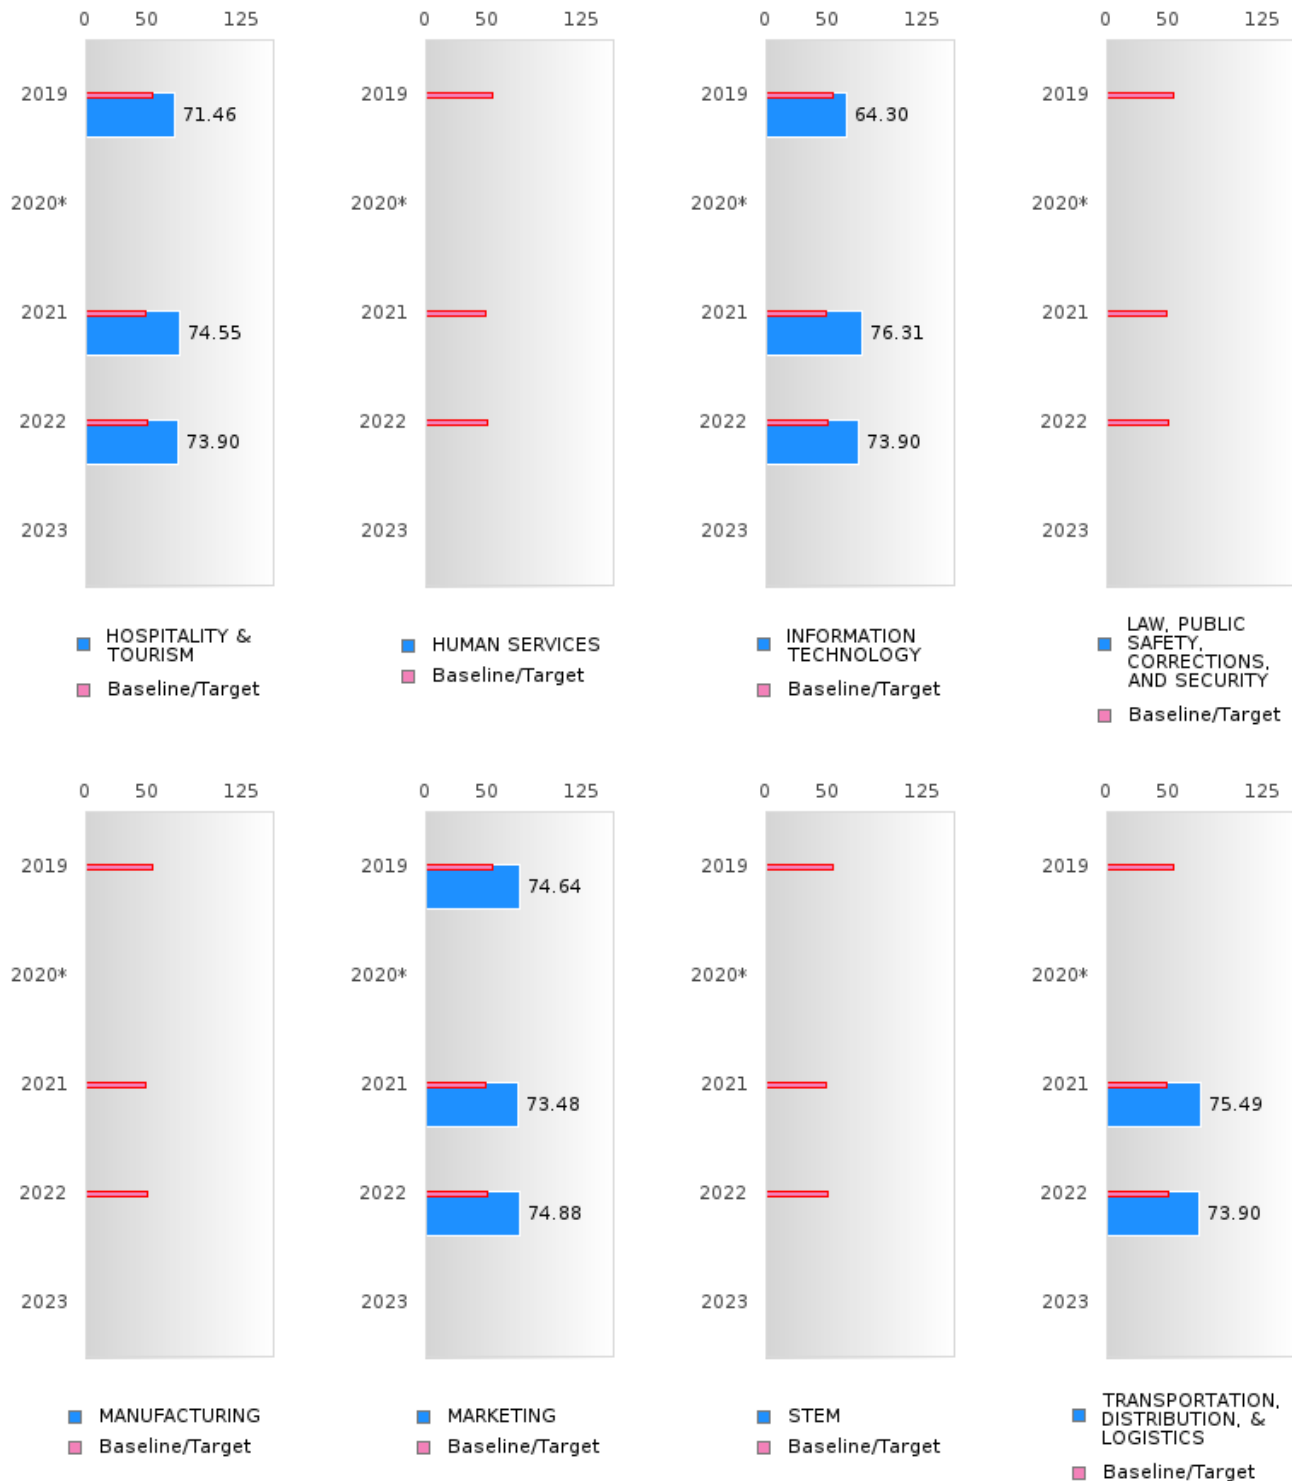 0 50 125
2019
71.46
2020*
2021
74.55
2022
73.90
2023
HOSPITALITY &
TOURISM
Baseline/Target
0 50 125
2019
2020*
2021
2022
2023
HUMAN SERVICES
Baseline/Target
0 50 125
2019
64.30
2020*
2021
76.31
2022
73.90
2023
INFORMATION
TECHNOLOGY
Baseline/Target
0 50 125
2019
2020*
2021
2022
2023
LAW, PUBLIC
SAFETY,
CORRECTIONS,
AND SECURITY
Baseline/Target
0 50 125
2019
2020*
2021
2022
2023
MANUFACTURING
Baseline/Target
0 50 125
2019
74.64
2020*
2021
73.48
2022
74.88
2023
MARKETING
Baseline/Target
0 50 125
2019
2020*
2021
2022
2023
STEM
Baseline/Target
0 50 125
2019
2020*
2021
75.49
2022
73.90
2023
TRANSPORTATION,
DISTRIBUTION, &
LOGISTICS
Baseline/Target